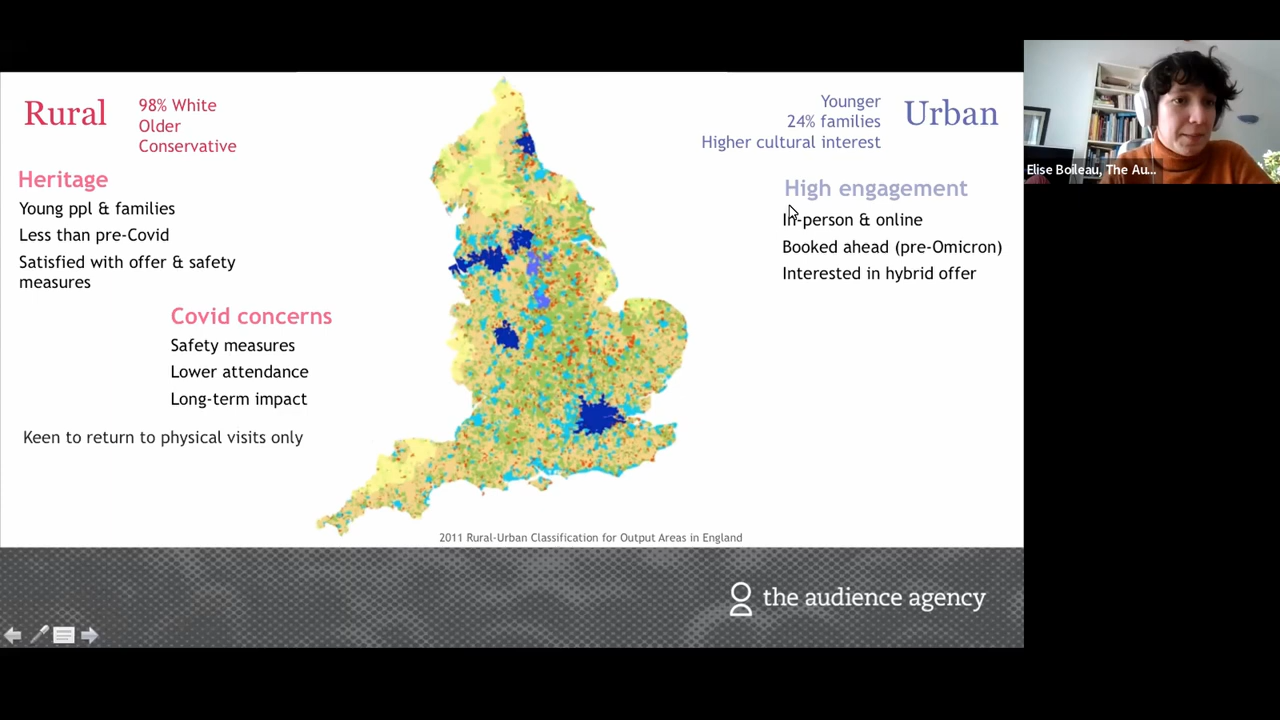 Rural
98% White
Older
Conservative
Heritage
Young ppl & families
Less than pre-Covid
Satisfied with offer & safety
measures
Covid concerns
Safety measures
Lower attendance
Long-term impact
Keen to return to physical visits only
Younger
24% families
Higher cultural interest
Urban
High engagement
In-person & online
Booked ahead (pre-Omicron)
Interested in hybrid offer
2011 Rural-Urban Classification for Output Areas in England
the audience agency
Elise Boileau, The Au...